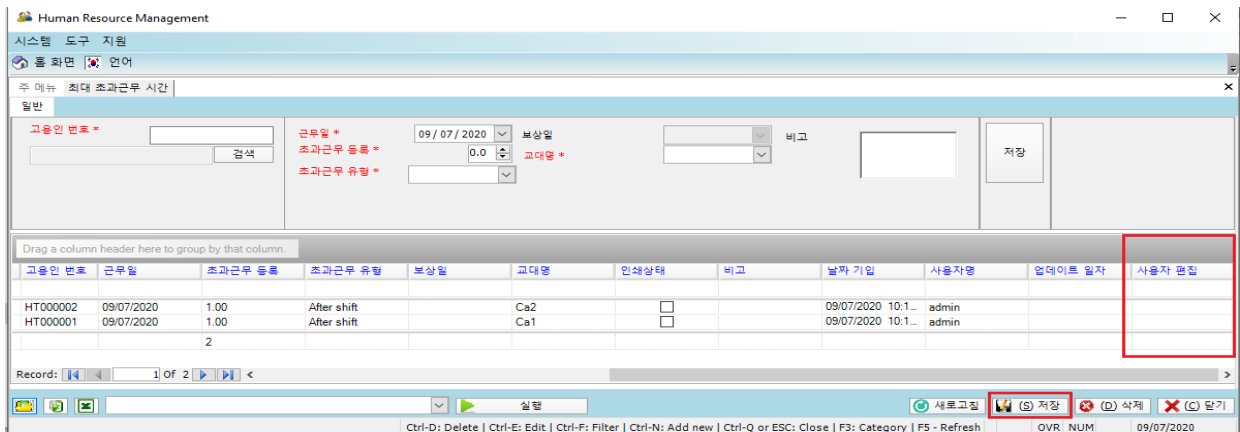 Human Resource Management
시스템 도구 지원
홈 화면 언어
주 메뉴 최대 초과근무 시간
일반
고용인 번호 *
검색
근무일 * 09/07/2020 보상일
초과근무 등록 * 0.0 교대명 *
초과근무 유형 *
비고
저장
Drag a column header here to group by that column.
고용인 번호 근무일 초과근무 등록 초과근무 유형 보상일 교대명 인쇄상태 비고 날짜 기입 사용자명 업데이트 일자 사용자 편집
HT000002 09/07/2020 1.00 After shift Ca2 09/07/2020 10:1... admin
HT000001 09/07/2020 1.00 After shift Ca1 09/07/2020 10:1... admin
2
Record: 1 Of 2
실행 새로고침 (S) 저장 (D) 삭제 (C) 닫기
Ctrl-D: Delete | Ctrl-E: Edit | Ctrl-F: Filter | Ctrl-N: Add new | Ctrl-Q or ESC: Close | F3: Category | F5 - Refresh OVR NUM 09/07/2020